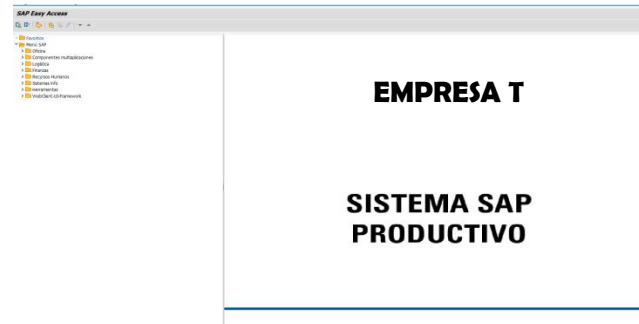 SAP Easy Access
Favoritos
Menú SAP
Oficina
Componentes multiaplicaciones
Logística
Finanzas
Recursos Humanos
Sistemas Info
Herramientas
WebClient-UI-Framework
EMPRESA T
SISTEMA SAP
PRODUCTIVO